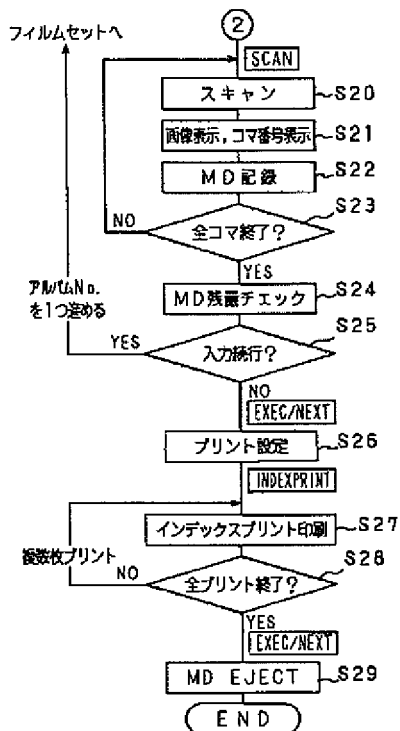 フィルムセットへ
2
SCAN
スキャン
S20
画像表示，コマ番号表示
S21
MD記録
S22
S23
NO
全コマ終了？
YES
アルバムNo.
を1つ進める
MD残量チェック
S24
S25
YES
入力続行？
NO
EXEC/NEXT
プリント設定
S26
INDEXPRINT
インデックスプリント印刷
S27
複数枚プリント
S28
NO
全プリント終了？
YES
EXEC/NEXT
MD EJECT
S29
END